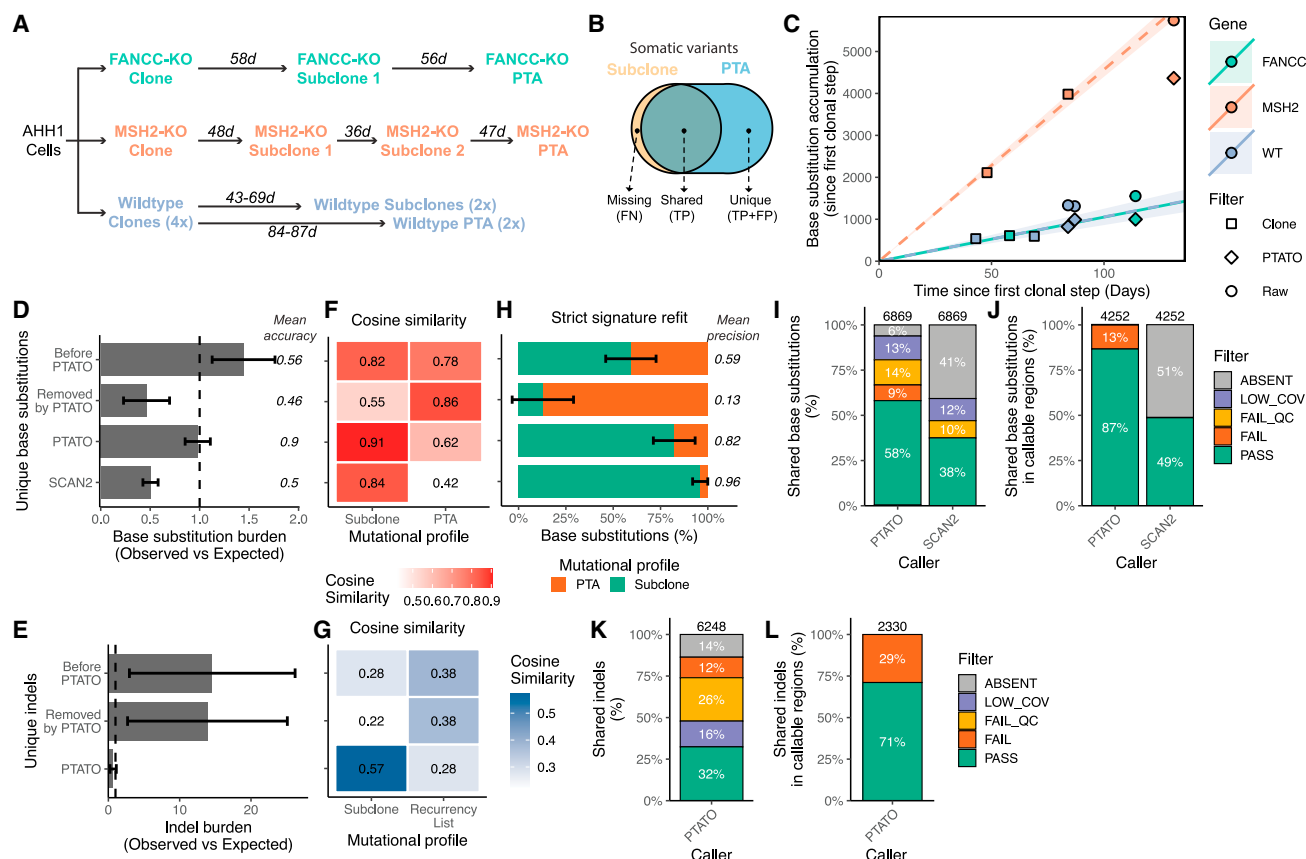 A
FANCC-KO
Clone
58d
FANCC-KO
Subclone 1
56d
FANCC-KO
PTA
AHH1
Cells
MSH2-KO
Clone
48d
MSH2-KO
Subclone 1
36d
MSH2-KO
Subclone 2
47d
MSH2-KO
PTA
Wildtype
Clones (4x)
43-69d
Wildtype Subclones (2x)
Wildtype PTA (2x)
84-87d
B
Somatic variants
Subclone
PTA
Missing
(FN)
Shared
(TP)
Unique
(TP+FP)
C
Base substitution accumulation
(since first clonal step)
5000
4000
3000
2000
1000
0
0
50
100
Time since first clonal step (Days)
Gene
FANCC
MSH2
WT
Filter
Clone
PTATO
Raw
D
Unique base substitutions
Before
PTATO
Removed
by PTATO
PTATO
SCAN2
Mean
accuracy
0.56
0.46
0.9
0.5
0.0
0.5
1.0
1.5
2.0
Base substitution burden
(Observed vs Expected)
F
Cosine similarity
0.82
0.78
0.55
0.86
0.91
0.62
0.84
0.42
Subclone
PTA
Mutational profile
Cosine
Similarity
0.5
0.6
0.7
0.8
0.9
H
Strict signature refit
Mean
precision
0.59
0.13
0.82
0.96
0%
25%
50%
75%
100%
Base substitutions (%)
Mutational profile
PTA
Subclone
I
Shared base substitutions
(%)
100%
75%
50%
25%
0%
6869
6869
6%
13%
14%
9%
58%
41%
12%
10%
38%
PTATO
SCAN2
Caller
J
Shared base substitutions
in callable regions (%)
100%
75%
50%
25%
0%
4252
4252
13%
87%
51%
49%
PTATO
SCAN2
Caller
Filter
ABSENT
LOW_COV
FAIL_QC
FAIL
PASS
E
Unique indels
Before
PTATO
Removed
by PTATO
PTATO
0
10
20
Indel burden
(Observed vs Expected)
G
Cosine similarity
0.28
0.38
0.22
0.38
0.57
0.28
Subclone
Recurrency
List
Mutational profile
Cosine
Similarity
0.5
0.4
0.3
K
Shared indels
(%)
100%
75%
50%
25%
0%
6248
14%
12%
26%
16%
32%
PTATO
Caller
L
Shared indels
in callable regions (%)
100%
75%
50%
25%
0%
2330
29%
71%
PTATO
Caller
Filter
ABSENT
LOW_COV
FAIL_QC
FAIL
PASS